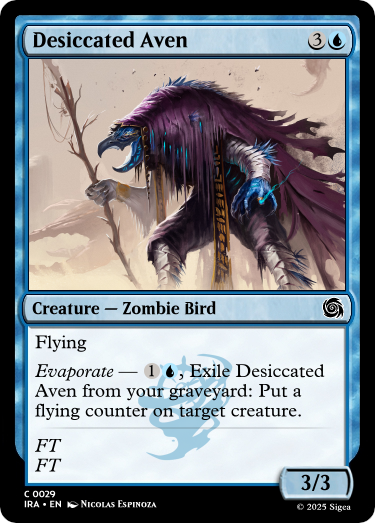 Desiccated Aven 3
Creature — Zombie Bird
Flying
Evaporate — 1 , Exile Desiccated
Aven from your graveyard: Put a
flying counter on target creature.
FT
FT
3/3
C 0029
IRA • EN Nicolas Espinoza
© 2025 Sigea